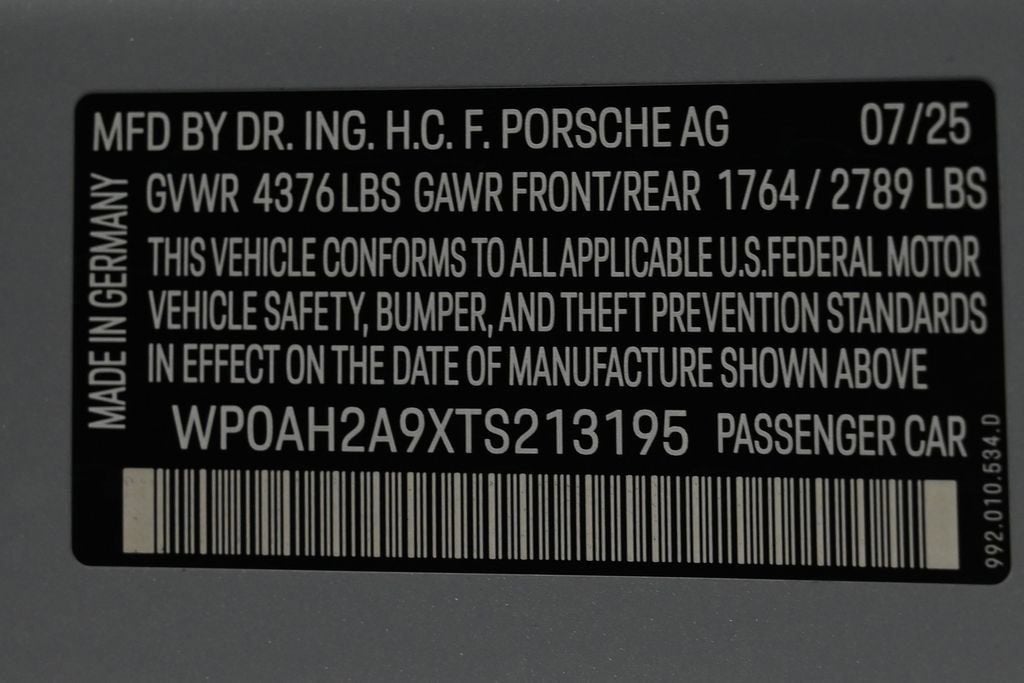 MFD BY DR. ING. H.C. F. PORSCHE AG 07/25
MADE IN GERMANY
GVWR 4376 LBS GAWR FRONT/REAR 1764 / 2789 LBS
THIS VEHICLE CONFORMS TO ALL APPLICABLE U.S.FEDERAL MOTOR
VEHICLE SAFETY, BUMPER, AND THEFT PREVENTION STANDARDS
IN EFFECT ON THE DATE OF MANUFACTURE SHOWN ABOVE
WP0AH2A9XTS213195 PASSENGER CAR
992.010.534.D